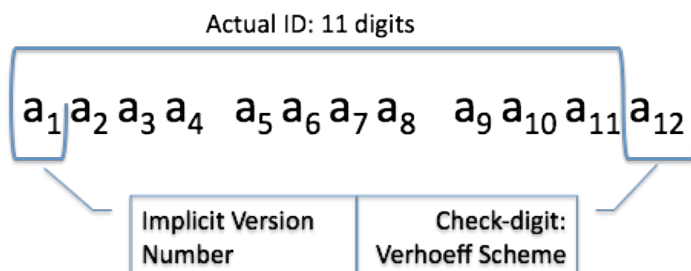 Actual ID: 11 digits
a₁ a₂ a₃ a₄ a₅ a₆ a₇ a₈ a₉ a₁₀ a₁₁ a₁₂
Implicit Version
Number
Check-digit:
Verhoeff Scheme